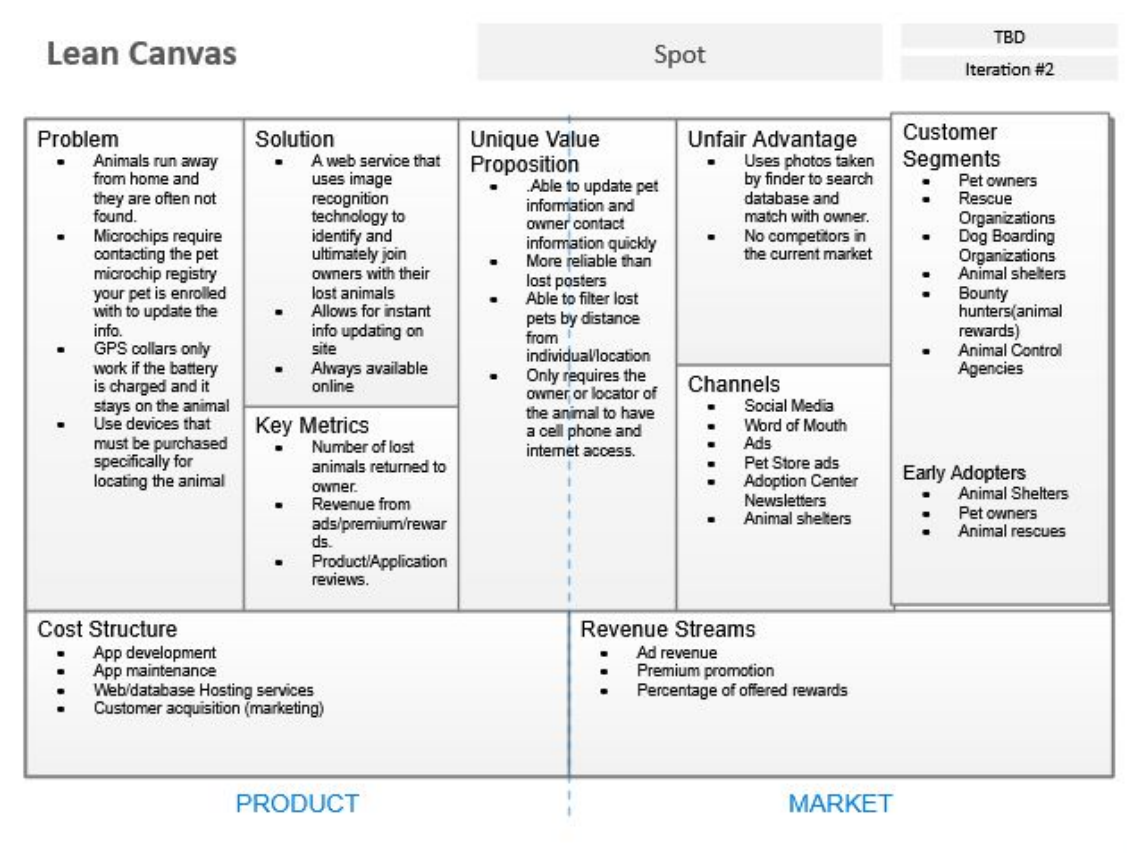 Lean Canvas
Spot
TBD
Iteration #2
Problem
▪ Animals run away
from home and
they are often not
found.
▪ Microchips require
contacting the pet
microchip registry
your pet is enrolled
with to update the
info.
▪ GPS collars only
work if the battery
is charged and it
stays on the animal
▪ Use devices that
must be purchased
specifically for
locating the animal
Solution
▪ A web service that
uses image
recognition
technology to
identify and
ultimately join
owners with their
lost animals
▪ Allows for instant
info updating on
site
▪ Always available
online
Key Metrics
▪ Number of lost
animals returned to
owner.
▪ Revenue from
ads/premium/rewar
ds.
▪ Product/Application
reviews.
Unique Value
Proposition
▪ .Able to update pet
information and
owner contact
information quickly
▪ More reliable than
lost posters
▪ Able to filter lost
pets by distance
from
individual/location
▪ Only requires the
owner or locator of
the animal to have
a cell phone and
internet access.
Unfair Advantage
▪ Uses photos taken
by finder to search
database and
match with owner.
▪ No competitors in
the current market
Channels
▪ Social Media
▪ Word of Mouth
▪ Ads
▪ Pet Store ads
▪ Adoption Center
Newsletters
▪ Animal shelters
Customer
Segments
▪ Pet owners
▪ Rescue
Organizations
▪ Dog Boarding
Organizations
▪ Animal shelters
▪ Bounty
hunters(animal
rewards)
▪ Animal Control
Agencies
Early Adopters
▪ Animal Shelters
▪ Pet owners
▪ Animal rescues
Cost Structure
▪ App development
▪ App maintenance
▪ Web/database Hosting services
▪ Customer acquisition (marketing)
Revenue Streams
▪ Ad revenue
▪ Premium promotion
▪ Percentage of offered rewards
PRODUCT
MARKET